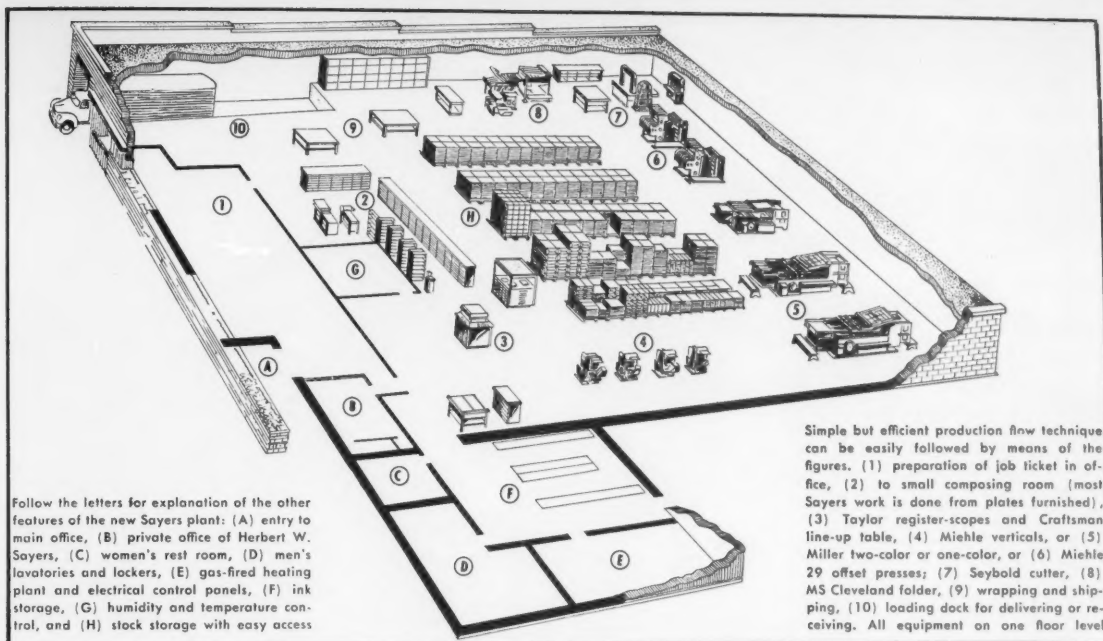 Follow the letters for explanation of the other
features of the new Sayers plant: (A) entry to
main office, (B) private office of Herbert W.
Sayers, (C) women's rest room, (D) men's
lavatories and lockers, (E) gas-fired heating
plant and electrical control panels, (F) ink
storage, (G) humidity and temperature con-
trol, and (H) stock storage with easy access
Simple but efficient production flow technique
can be easily followed by means of the
figures. (1) preparation of job ticket in of-
fice, (2) to small composing room (most
Sayers work is done from plates furnished),
(3) Taylor register-scopes and Craftsman
line-up table, (4) Miehle verticals, or (5)
Miller two-color or one-color, or (6) Miehle
29 offset presses; (7) Seybold cutter, (8)
MS Cleveland folder, (9) wrapping and ship-
ping, (10) loading dock for delivering or re-
ceiving. All equipment on one floor level
10
9
8
7
6
1
2
H
G
3
4
5
A
B
C
F
D
E